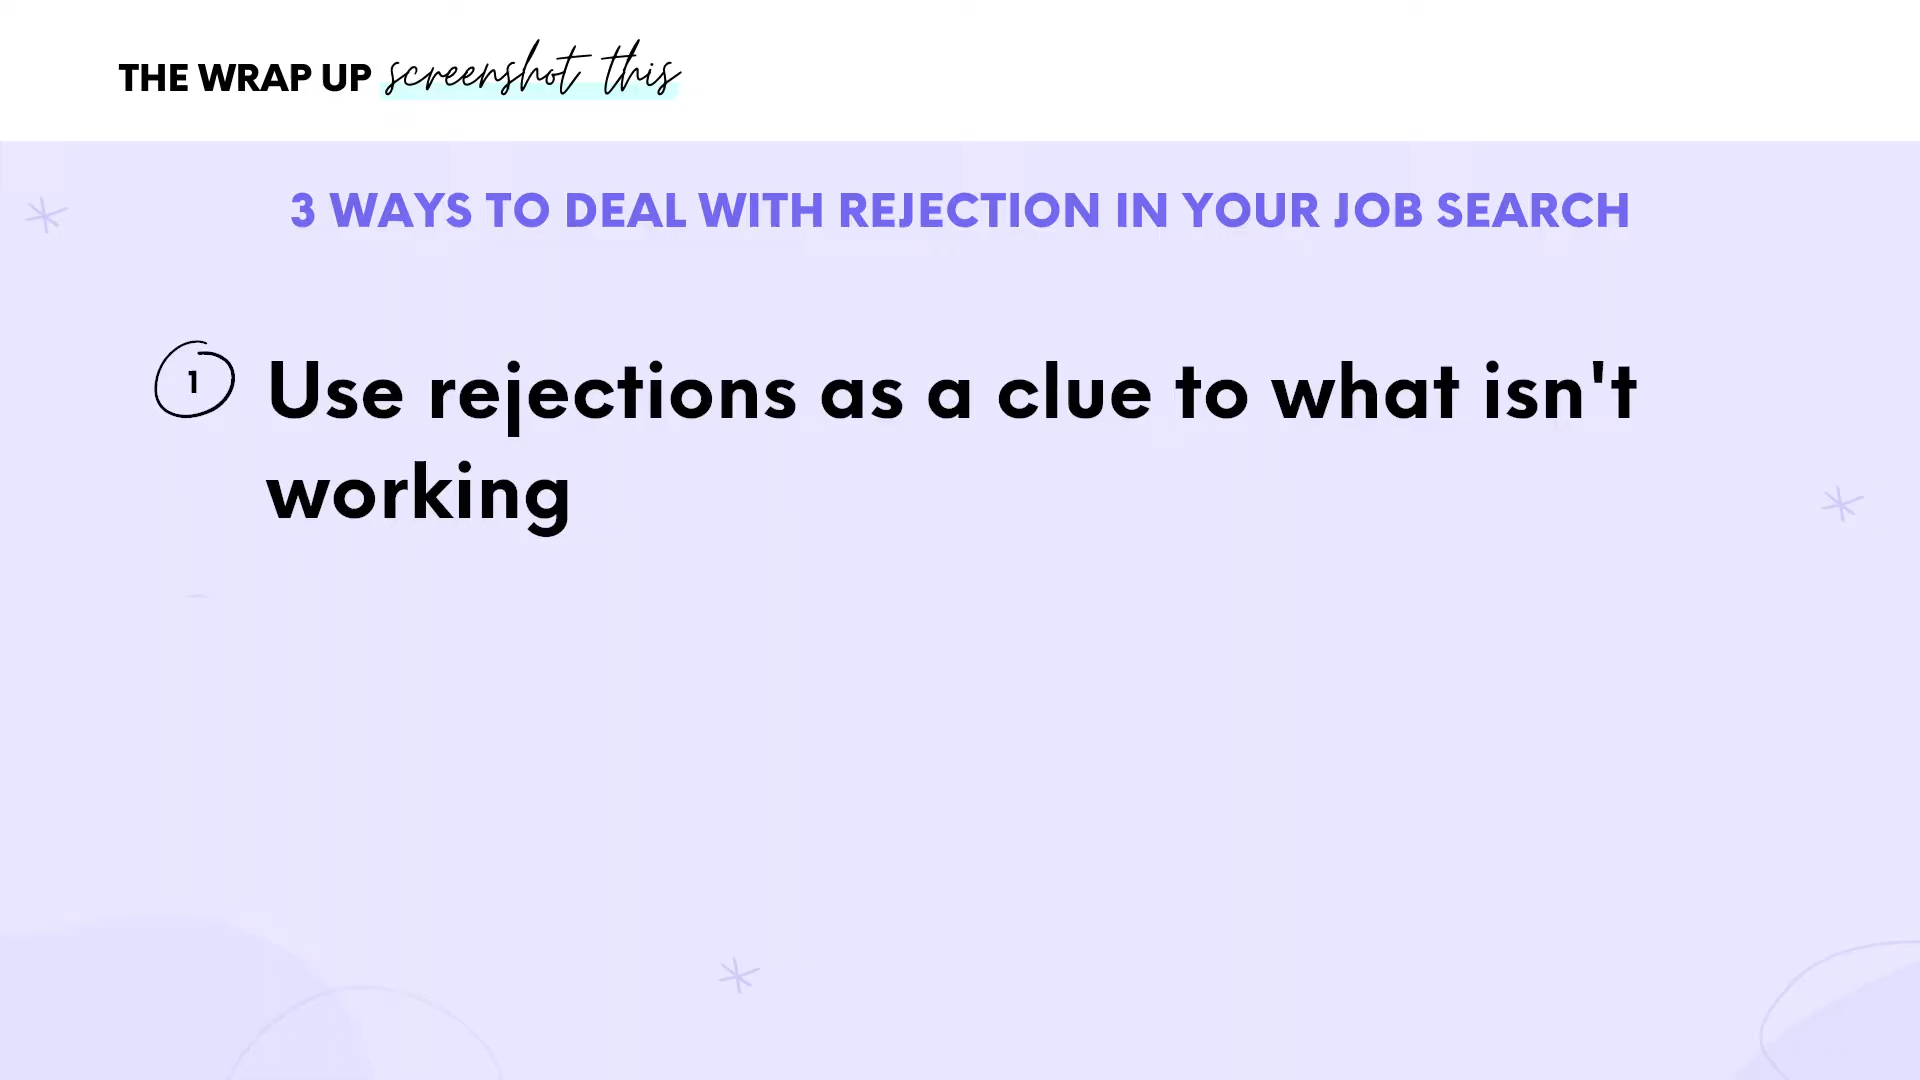 THE WRAP UP screenshot this
3 WAYS TO DEAL WITH REJECTION IN YOUR JOB SEARCH
1 Use rejections as a clue to what isn't
working